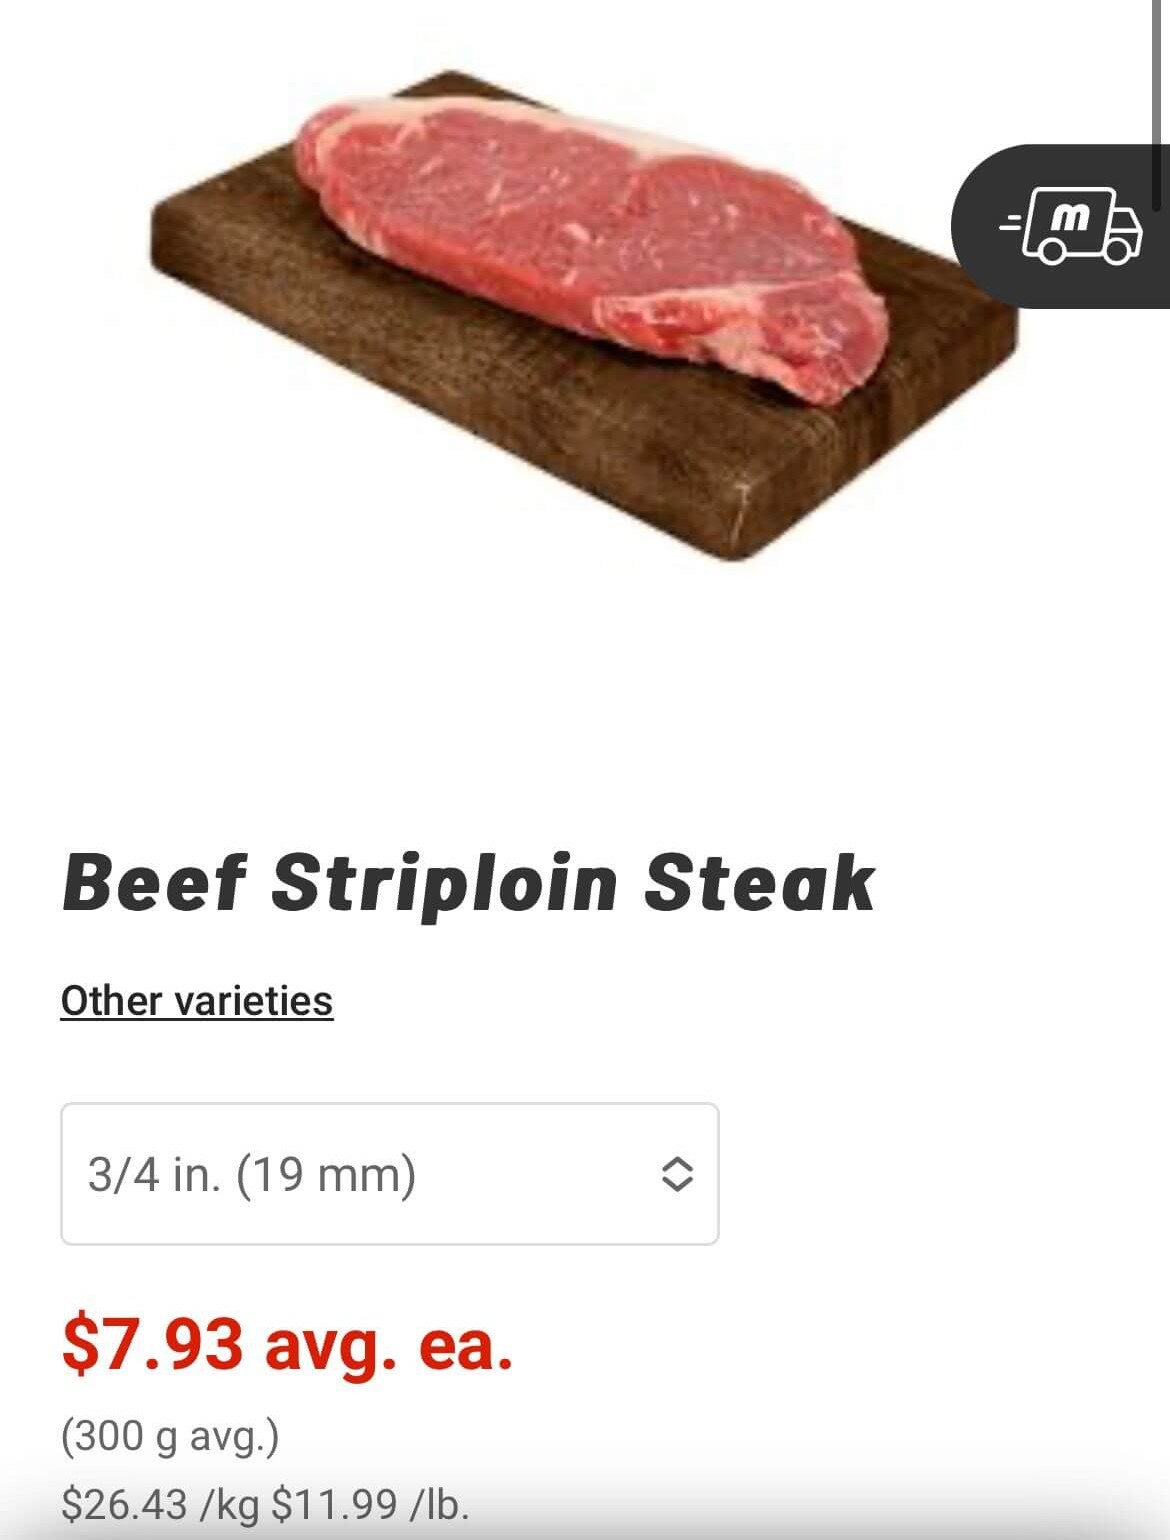 m
Beef Striploin Steak
Other varieties
3/4 in. (19 mm)
$7.93 avg. ea.
(300 g avg.)
$26.43 /kg $11.99 /lb.